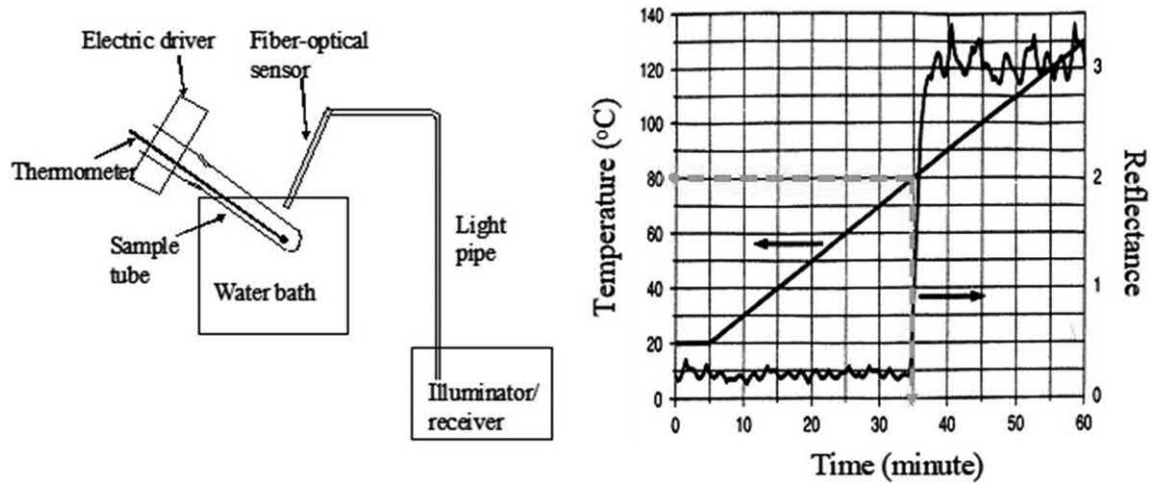 Electric driver
Fiber-optical
sensor
Thermometer
Sample
tube
Light
pipe
Water bath
Illuminator/
receiver
140
120
100
80
60
40
20
0
Temperature (°C)
3
2
1
0
Reflectance
0 10 20 30 40 50 60
Time (minute)